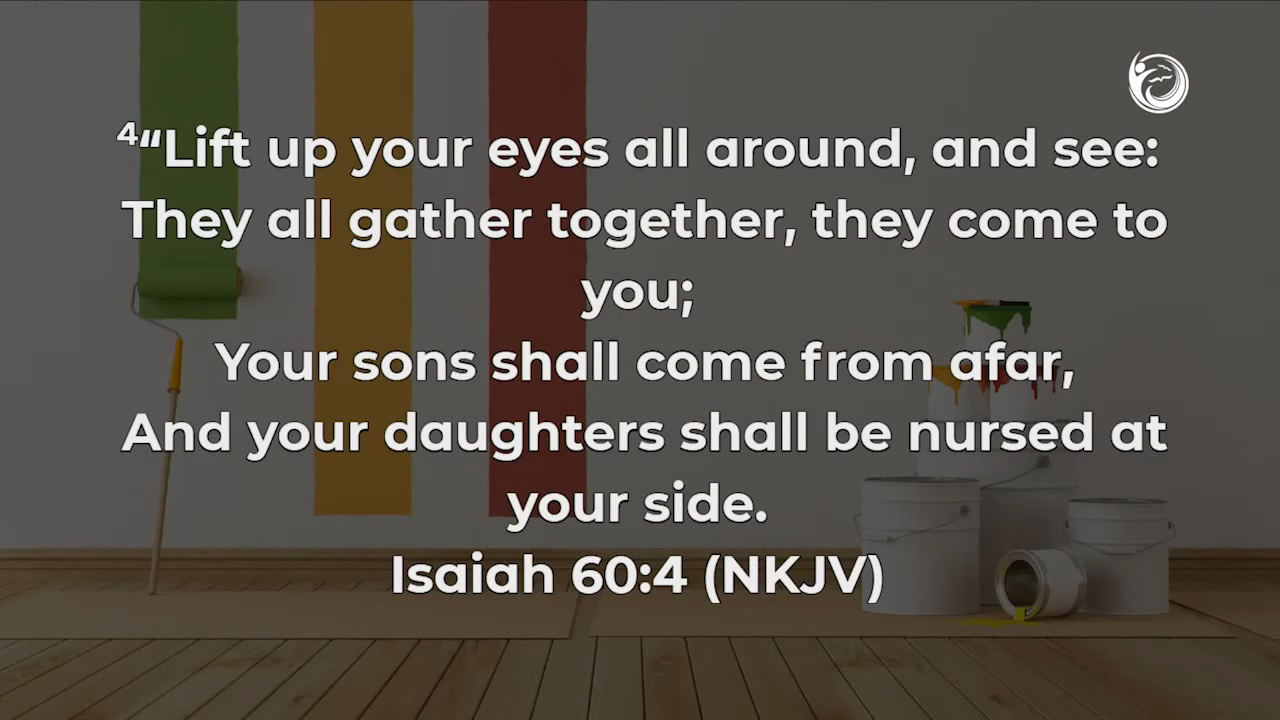 ⁴“Lift up your eyes all around, and see:
They all gather together, they come to
you;
Your sons shall come from afar,
And your daughters shall be nursed at
your side.
Isaiah 60:4 (NKJV)